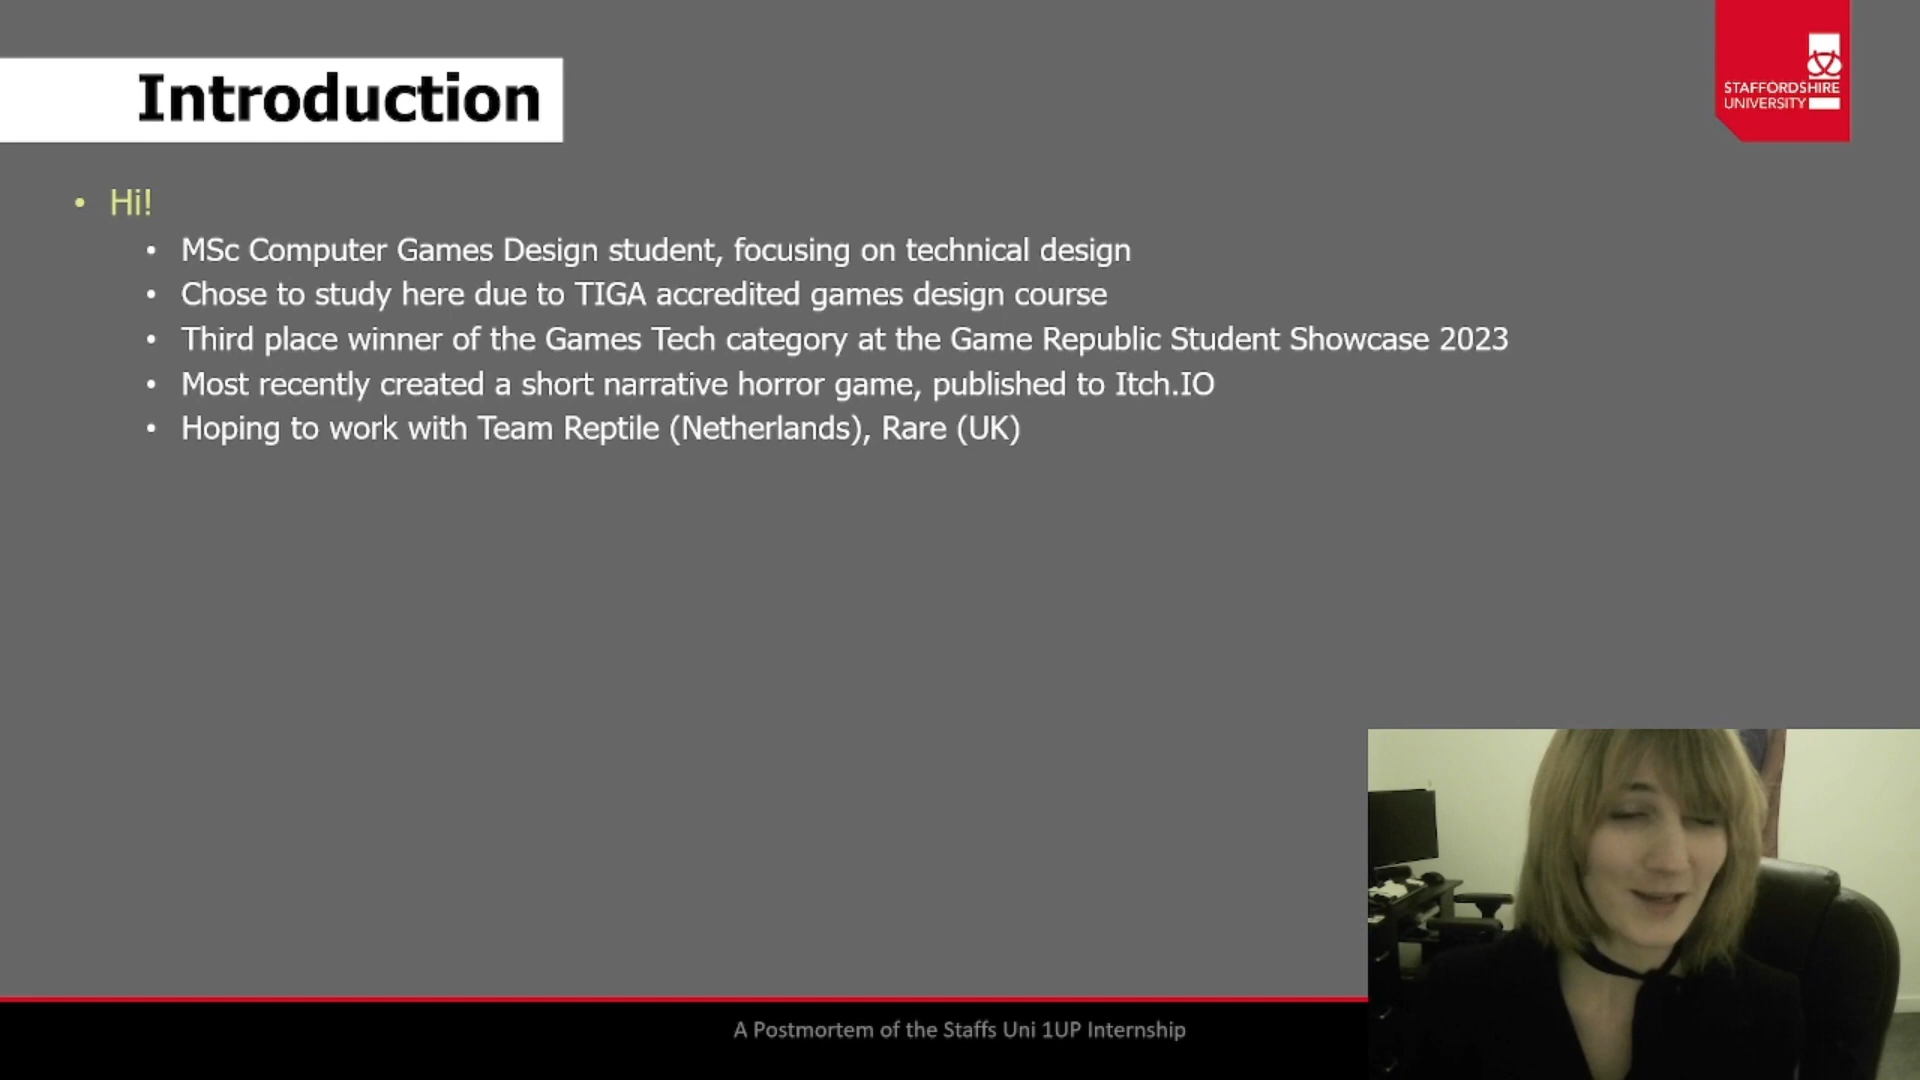 Introduction
STAFFORDSHIRE
UNIVERSITY
• Hi!
• MSc Computer Games Design student, focusing on technical design
• Chose to study here due to TIGA accredited games design course
• Third place winner of the Games Tech category at the Game Republic Student Showcase 2023
• Most recently created a short narrative horror game, published to Itch.IO
• Hoping to work with Team Reptile (Netherlands), Rare (UK)
A Postmortem of the Staffs Uni 1UP Internship